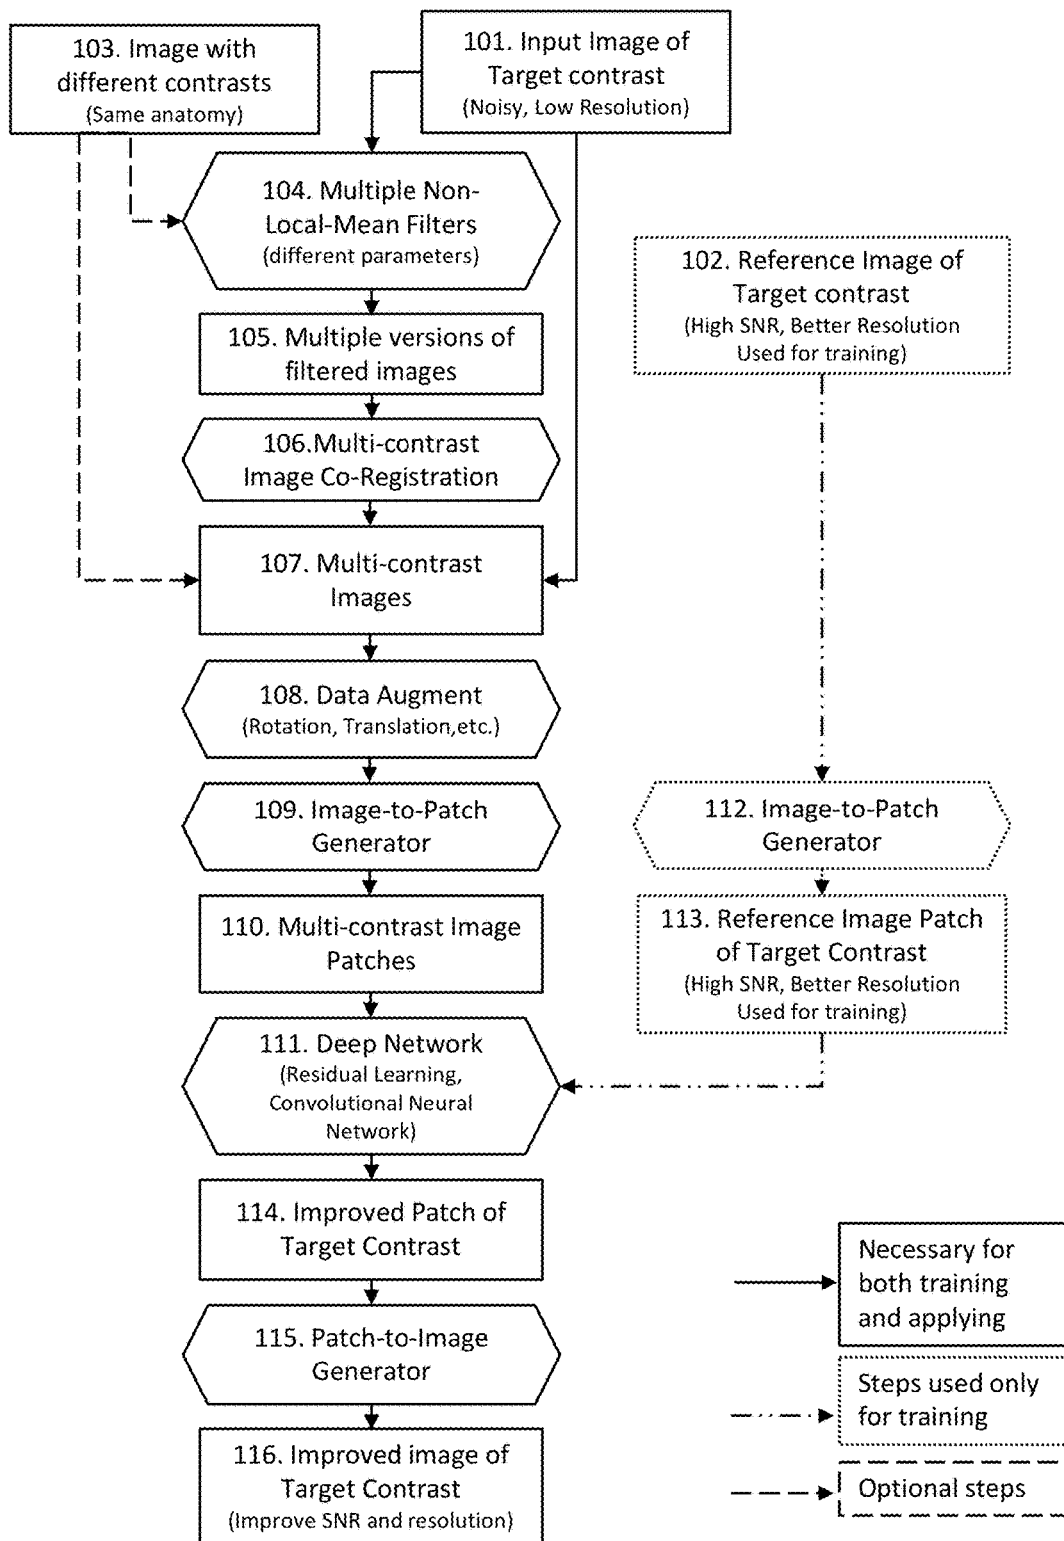 103. Image with
different contrasts
(Same anatomy)
101. Input Image of
Target contrast
(Noisy, Low Resolution)
104. Multiple Non-
Local-Mean Filters
(different parameters)
102. Reference Image of
Target contrast
(High SNR, Better Resolution
Used for training)
105. Multiple versions of
filtered images
106.Multi-contrast
Image Co-Registration
107. Multi-contrast
Images
108. Data Augment
(Rotation, Translation,etc.)
109. Image-to-Patch
Generator
112. Image-to-Patch
Generator
110. Multi-contrast Image
Patches
113. Reference Image Patch
of Target Contrast
(High SNR, Better Resolution
Used for training)
111. Deep Network
(Residual Learning,
Convolutional Neural
Network)
114. Improved Patch of
Target Contrast
115. Patch-to-Image
Generator
116. Improved image of
Target Contrast
(Improve SNR and resolution)
Necessary for
both training
and applying
Steps used only
for training
Optional steps